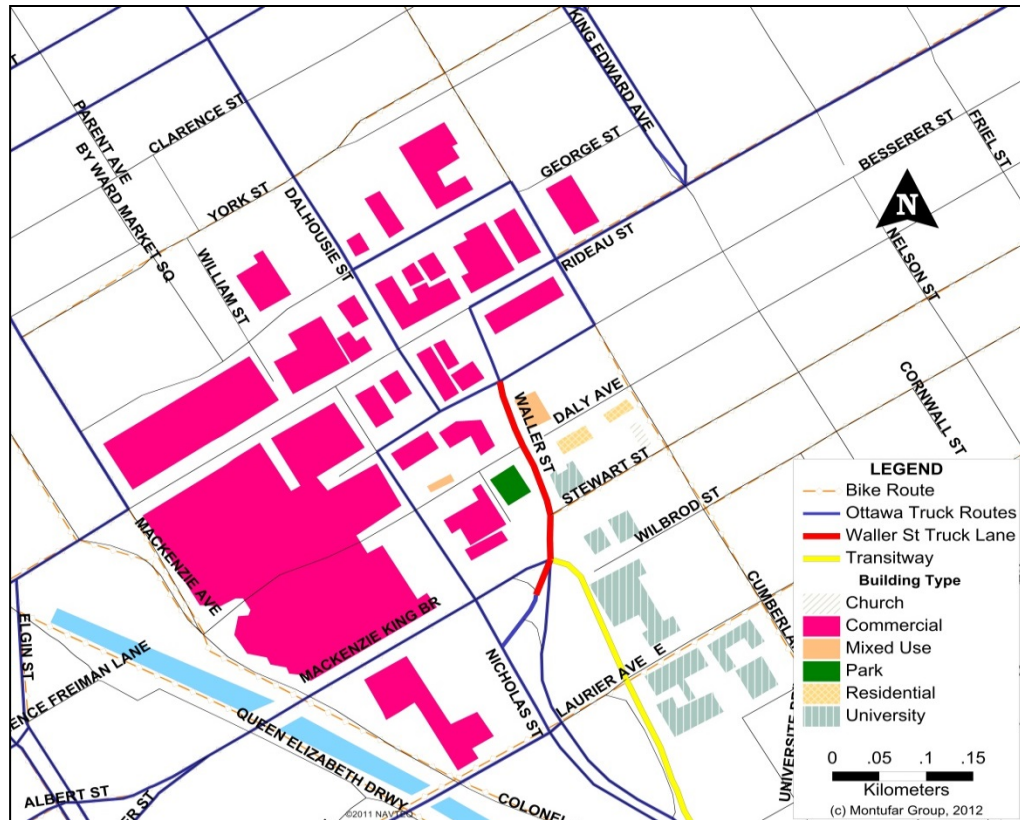 KING EDWARD AVE
PARENT AVE
BY WARD MARKET SQ
CLARENCE ST
YORK ST
WILLIAM ST
DALHOUSIE ST
GEORGE ST
RIDEAU ST
BESSERER ST
FRIEL ST
N
NELSON ST
CORNWALL ST
WALLER ST
DALY AVE
STEWART ST
WILBROD ST
MACKENZIE AVE
MACKENZIE KING BR
ELGIN ST
NICHOLAS ST
LAURIER AVE E
QUEEN ELIZABETH DRWY
ALBERT ST
FREIMAN LANE
©2011 NAVTEQ
LEGEND
Bike Route
Ottawa Truck Routes
Waller St Truck Lane
Transitway
Building Type
Church
Commercial
Mixed Use
Park
Residential
University
0 .05 .1 .15
Kilometers
(c) Montufar Group, 2012